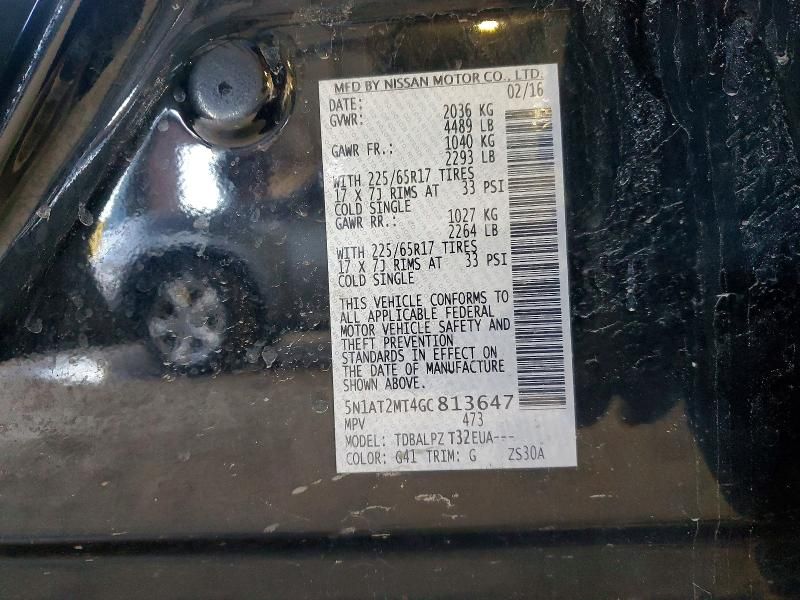 MFD BY NISSAN MOTOR CO., LTD.
DATE: 02/16
GVWR: 2036 KG
4489 LB
GAWR FR.: 1040 KG
2293 LB
WITH 225/65R17 TIRES
17 X 7J RIMS AT 33 PSI
COLD SINGLE
GAWR RR.: 1027 KG
2264 LB
WITH 225/65R17 TIRES
17 X 7J RIMS AT 33 PSI
COLD SINGLE
THIS VEHICLE CONFORMS TO
ALL APPLICABLE FEDERAL
MOTOR VEHICLE SAFETY AND
THEFT PREVENTION
STANDARDS IN EFFECT ON
THE DATE OF MANUFACTURE
SHOWN ABOVE.
5N1AT2MT4GC813647
MPV 473
MODEL: TDBALPZ T32EUA---
COLOR: G41 TRIM: G ZS30A